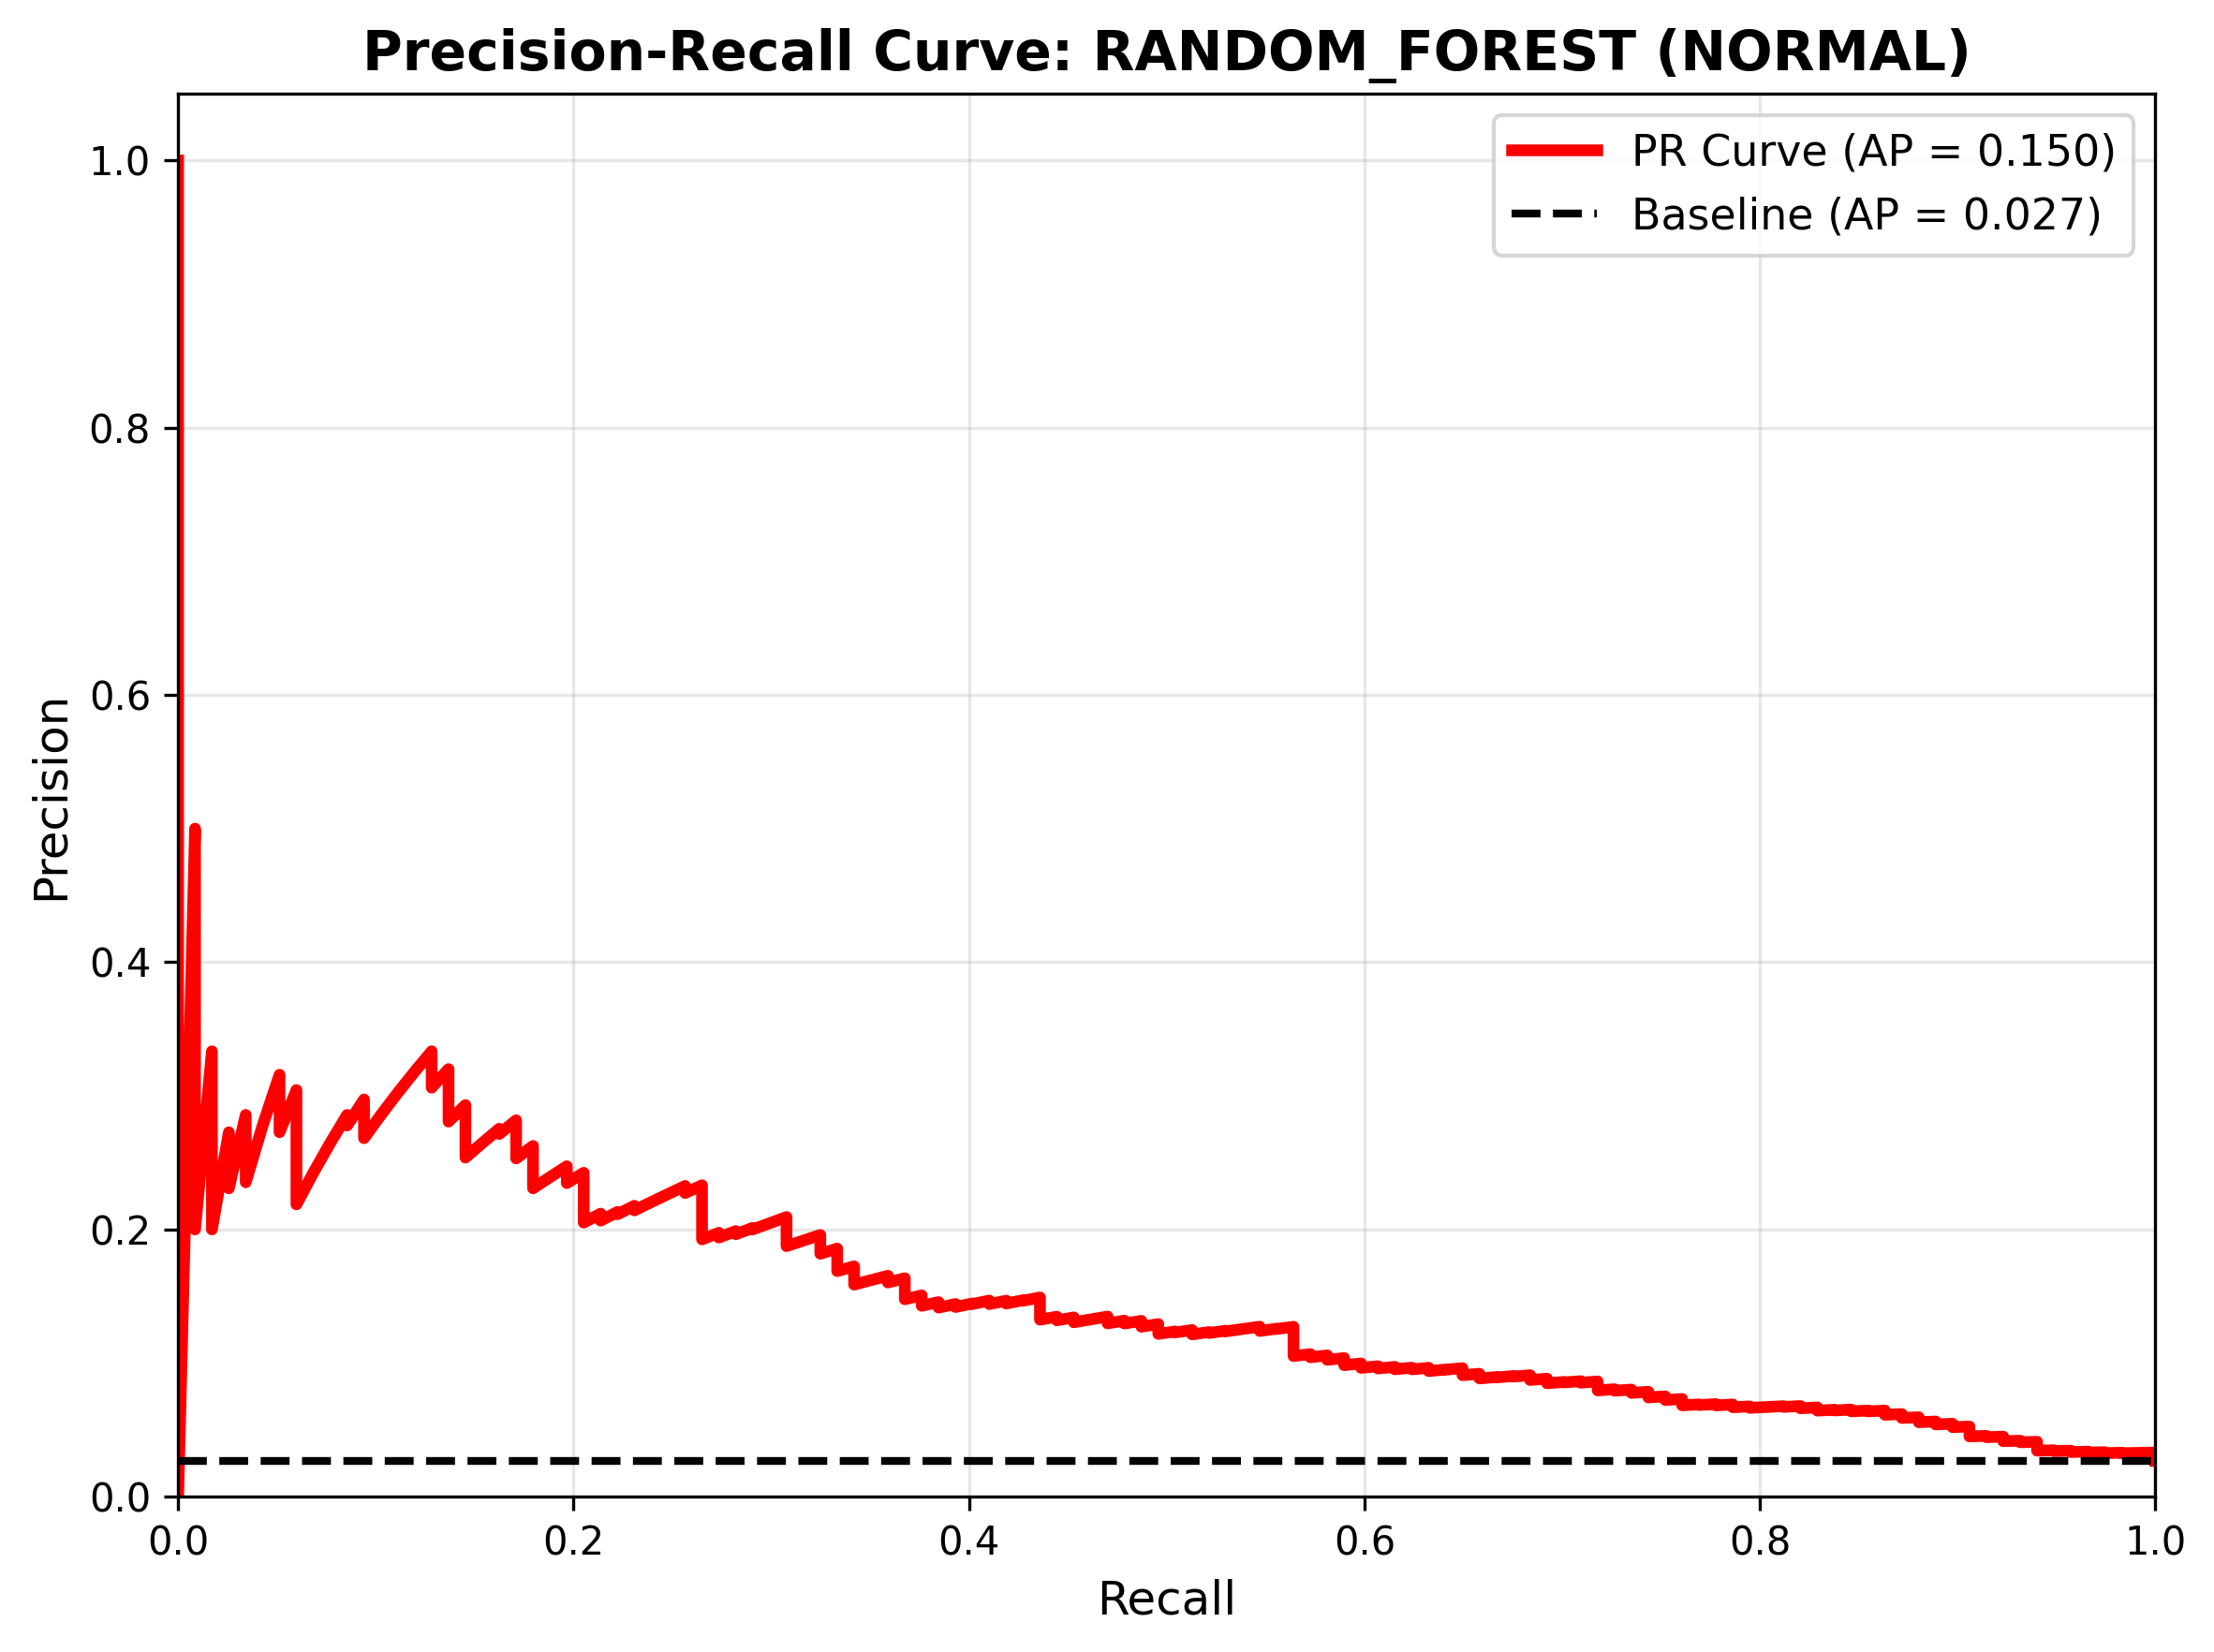 Precision-Recall Curve: RANDOM_FOREST (NORMAL)
PR Curve (AP = 0.150)
Baseline (AP = 0.027)
Precision
1.0
0.8
0.6
0.4
0.2
0.0
0.0 0.2 0.4 0.6 0.8 1.0
Recall